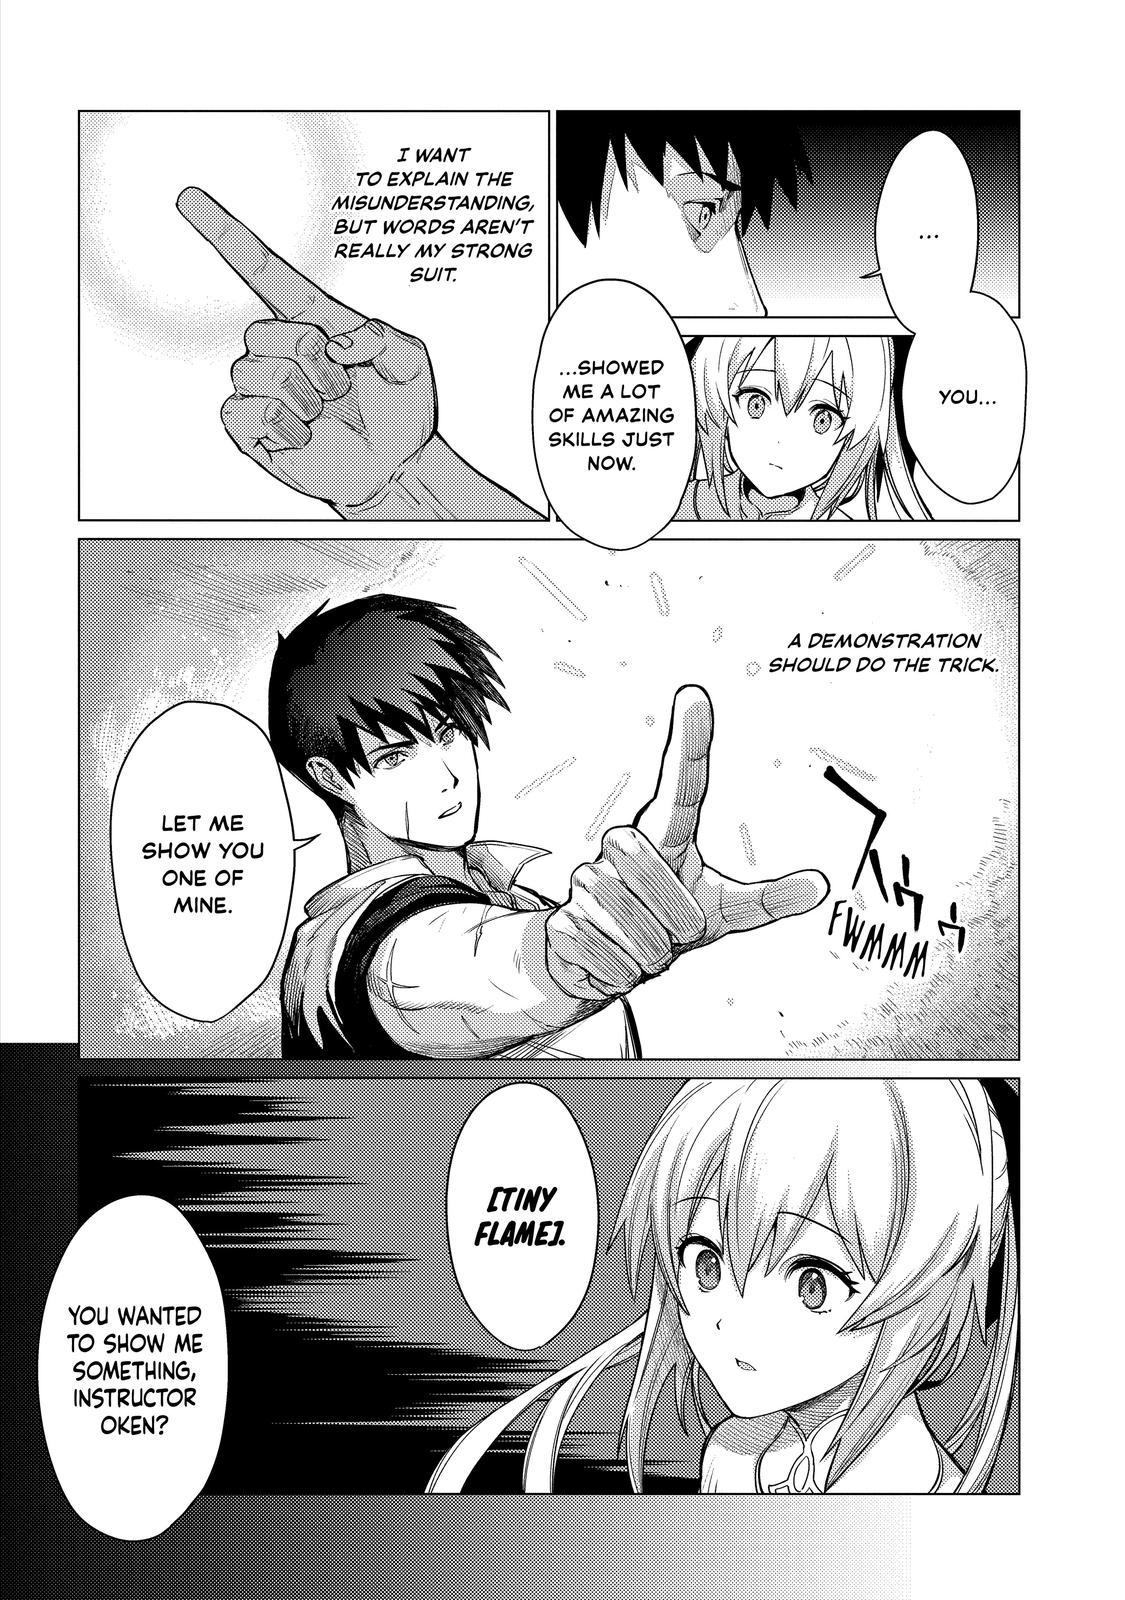 ...
YOU...
...SHOWED
ME A LOT
OF AMAZING
SKILLS JUST
NOW.
I WANT
TO EXPLAIN THE
MISUNDERSTANDING,
BUT WORDS AREN'T
REALLY MY STRONG
SUIT.
A DEMONSTRATION
SHOULD DO THE TRICK.
LET ME
SHOW YOU
ONE OF
MINE.
ヴゥゥ
FWMMM
[TINY
FLAME].
YOU WANTED
TO SHOW ME
SOMETHING,
INSTRUCTOR
OKEN?